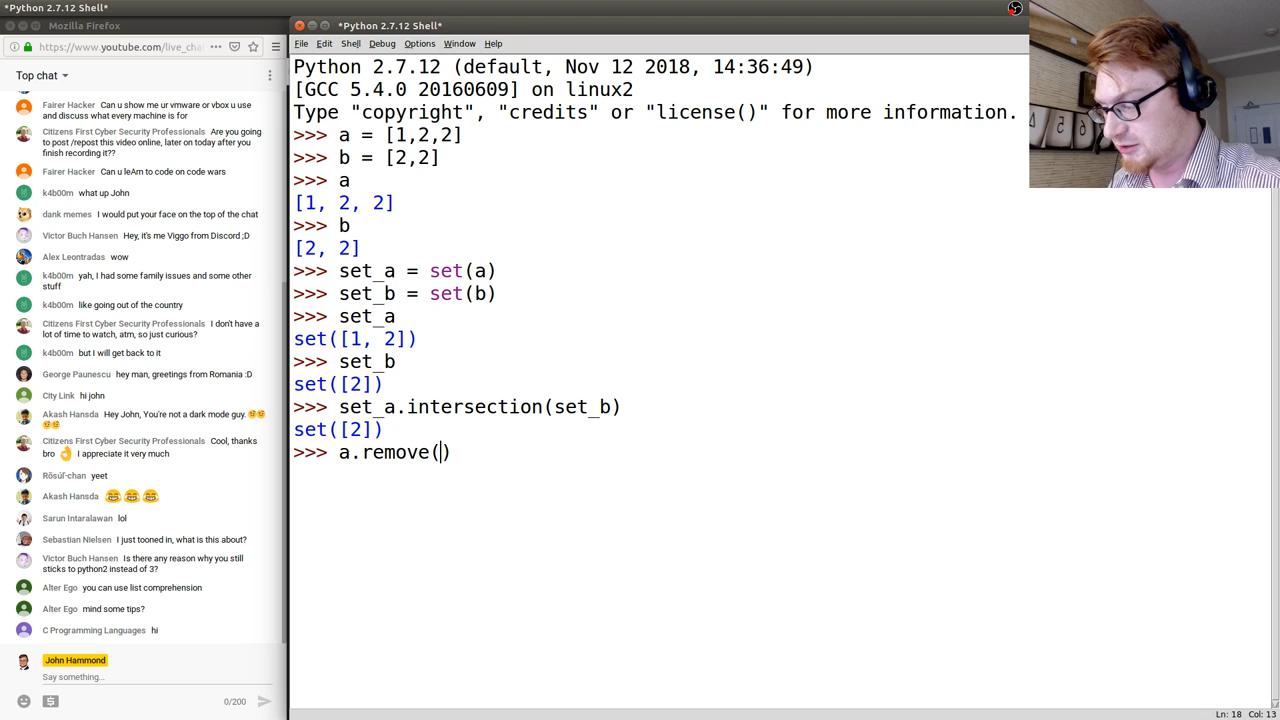 *Python 2.7.12 Shell*
Mozilla Firefox
https://www.youtube.com/live_cha
Top chat
Fairer Hacker Can u show me ur vmware or vbox u use
and discuss what every machine is for
Citizens First Cyber Security Professionals Are you going
to post /repost this video online, later on today after you
finish recording it??
Fairer Hacker Can u leArn to code on code wars
k4b00m what up John
dank memes I would put your face on the top of the chat
Victor Buch Hansen Hey, it's me Viggo from Discord ;D
Alex Leontradas wow
k4b00m yah, I had some family issues and some other
stuff
k4b00m like going out of the country
Citizens First Cyber Security Professionals I don't have a
lot of time to watch, atm, so just curious?
k4b00m but I will get back to it
George Paunescu hey man, greetings from Romania :D
City Link hi john
Akash Hansda Hey John, You're not a dark mode guy.
Citizens First Cyber Security Professionals Cool, thanks
bro 👌 I appreciate it very much
yeet
Akash Hansda 😂 😂 😂
Sarun Intaralawan lol
Sebastian Nielsen I just tooned in, what is this about?
Victor Buch Hansen Is there any reason why you still
sticks to python2 instead of 3?
Alter Ego you can use list comprehension
Alter Ego mind some tips?
C Programming Languages hi
John Hammond
Say something...
0/200
*Python 2.7.12 Shell*
File Edit Shell Debug Options Window Help
Python 2.7.12 (default, Nov 12 2018, 14:36:49)
[GCC 5.4.0 20160609] on linux2
Type "copyright", "credits" or "license()" for more information.
>>> a = [1,2,2]
>>> b = [2,2]
>>> a
[1, 2, 2]
>>> b
[2, 2]
>>> set_a = set(a)
>>> set_b = set(b)
>>> set_a
set([1, 2])
>>> set_b
set([2])
>>> set_a.intersection(set_b)
set([2])
>>> a.remove()
Ln: 18 Col: 13